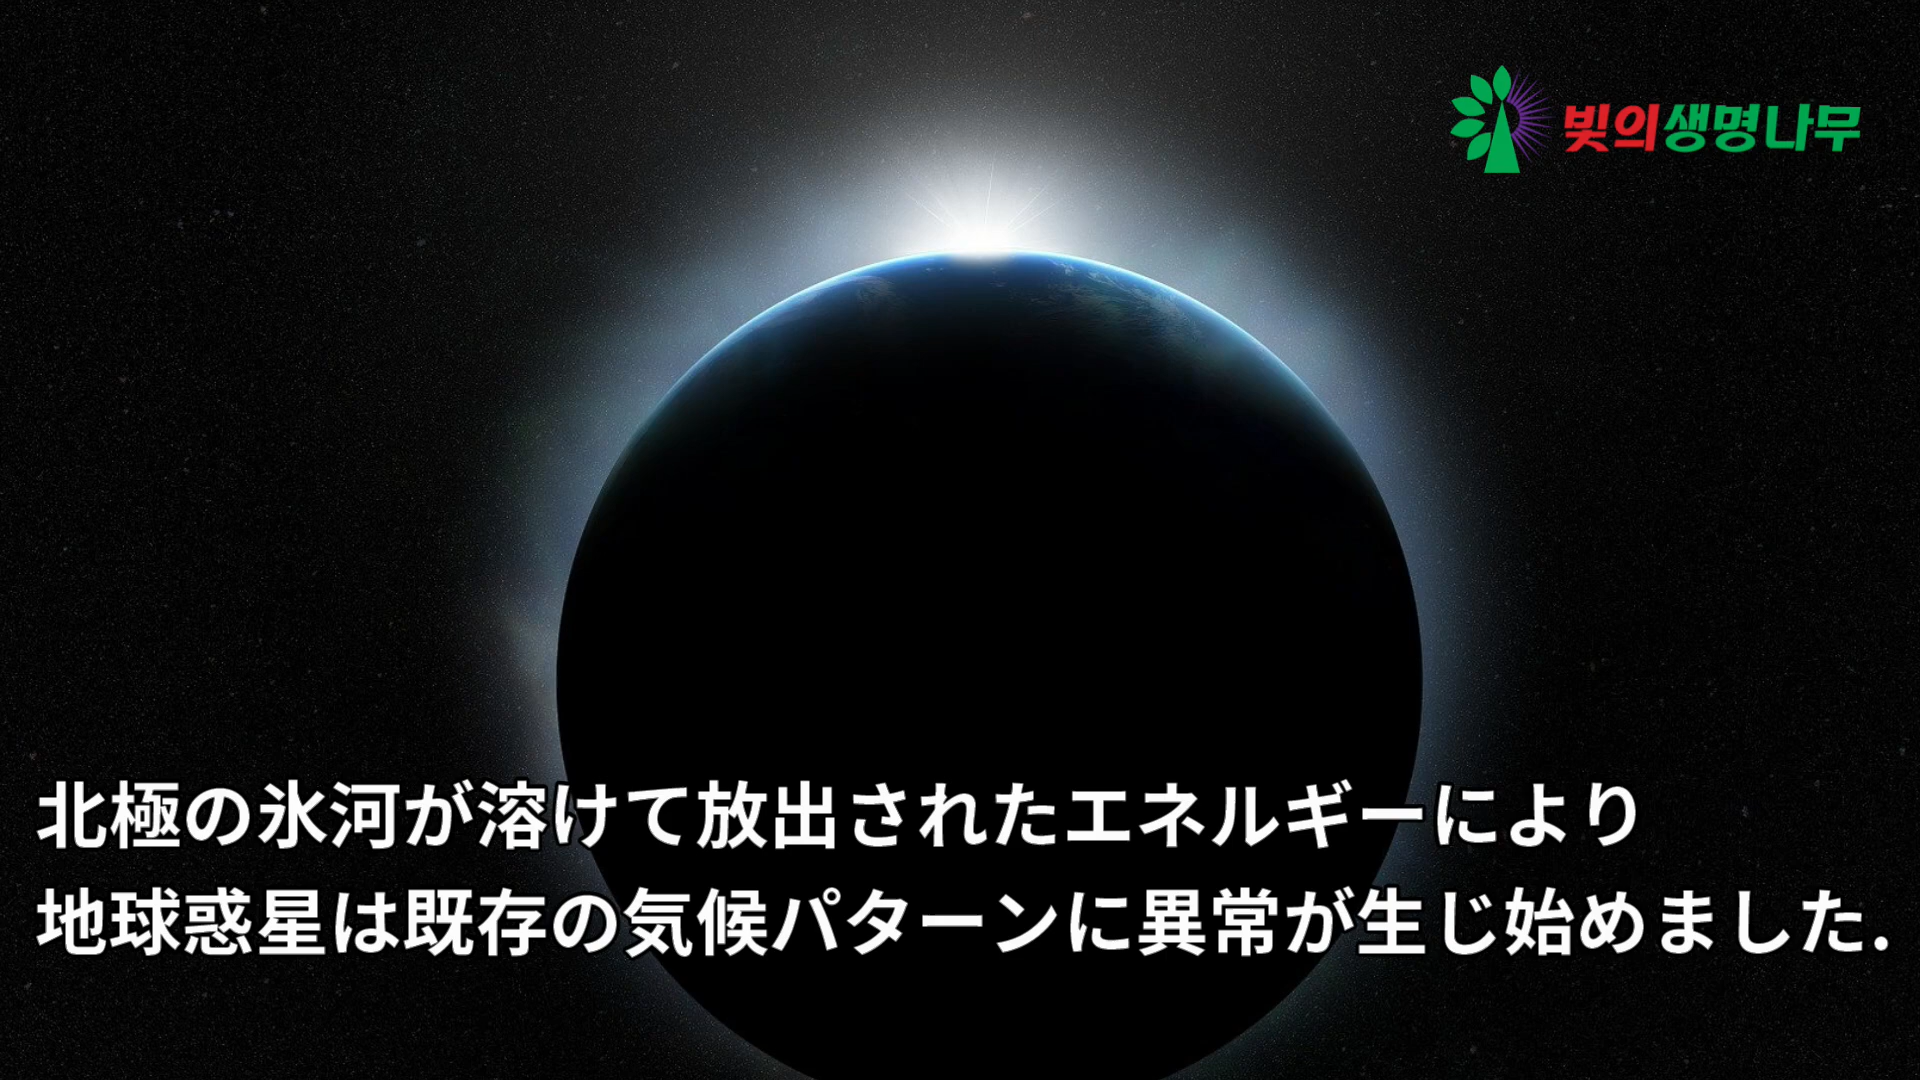 빛의생명나무
北極の氷河が溶けて放出されたエネルギーにより
地球惑星は既存の気候パターンに異常が生じ始めました.